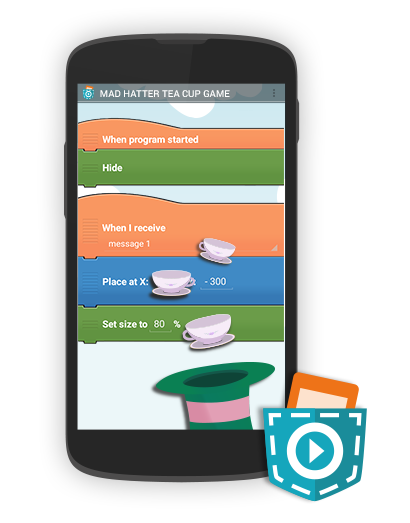 MAD HATTER TEA CUP GAME
When program started
Hide
When I receive
message 1
Place at X: - 300
Set size to 80 %